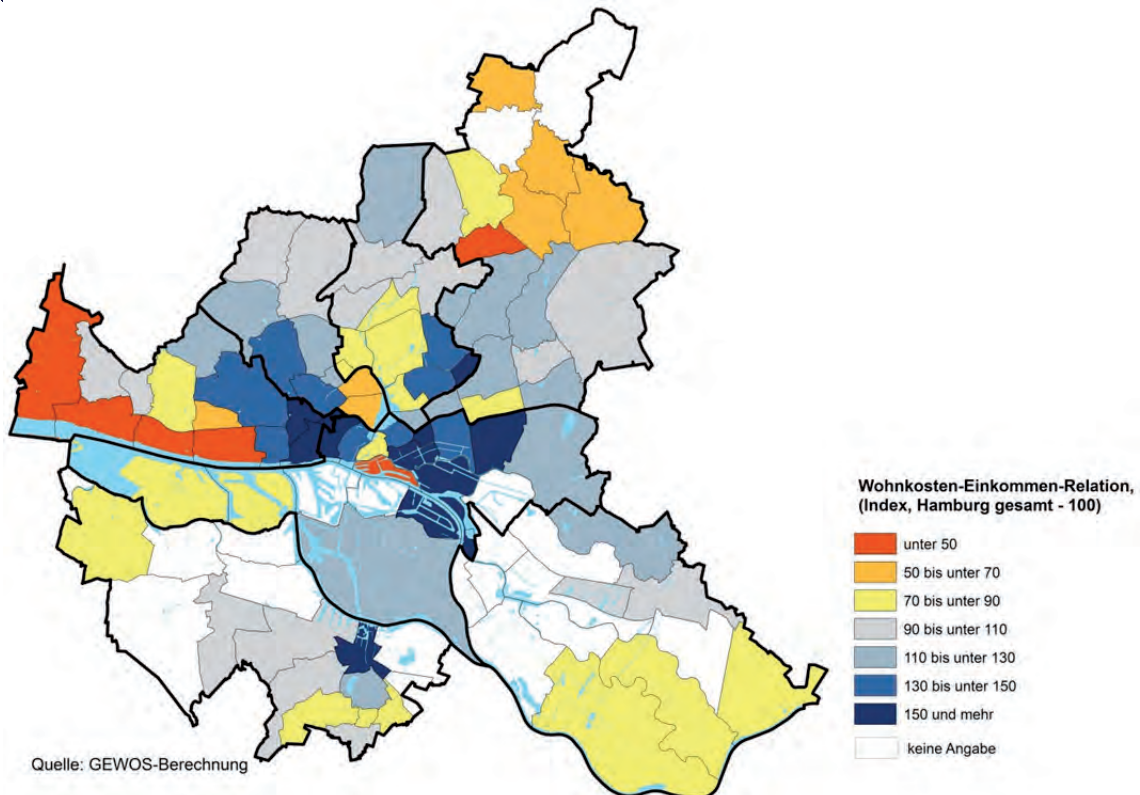 Wohnkosten-Einkommen-Relation,
(Index, Hamburg gesamt - 100)
unter 50
50 bis unter 70
70 bis unter 90
90 bis unter 110
110 bis unter 130
130 bis unter 150
150 und mehr
keine Angabe
Quelle: GEWOS-Berechnung